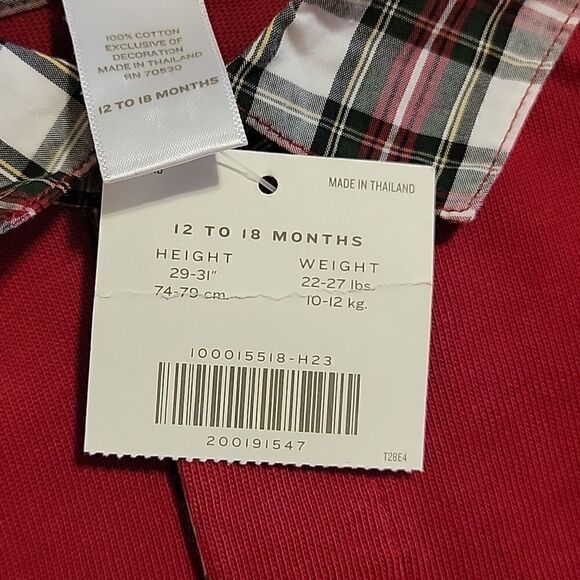 100% COTTON
EXCLUSIVE OF
DECORATION
MADE IN THAILAND
BN 70530
12 TO 18 MONTHS
MADE IN THAILAND
12 TO 18 MONTHS
HEIGHT
29-31"
74-79 cm.
WEIGHT
22-27 lbs.
10-12 kg.
100015518-H23
200191547
T28E4